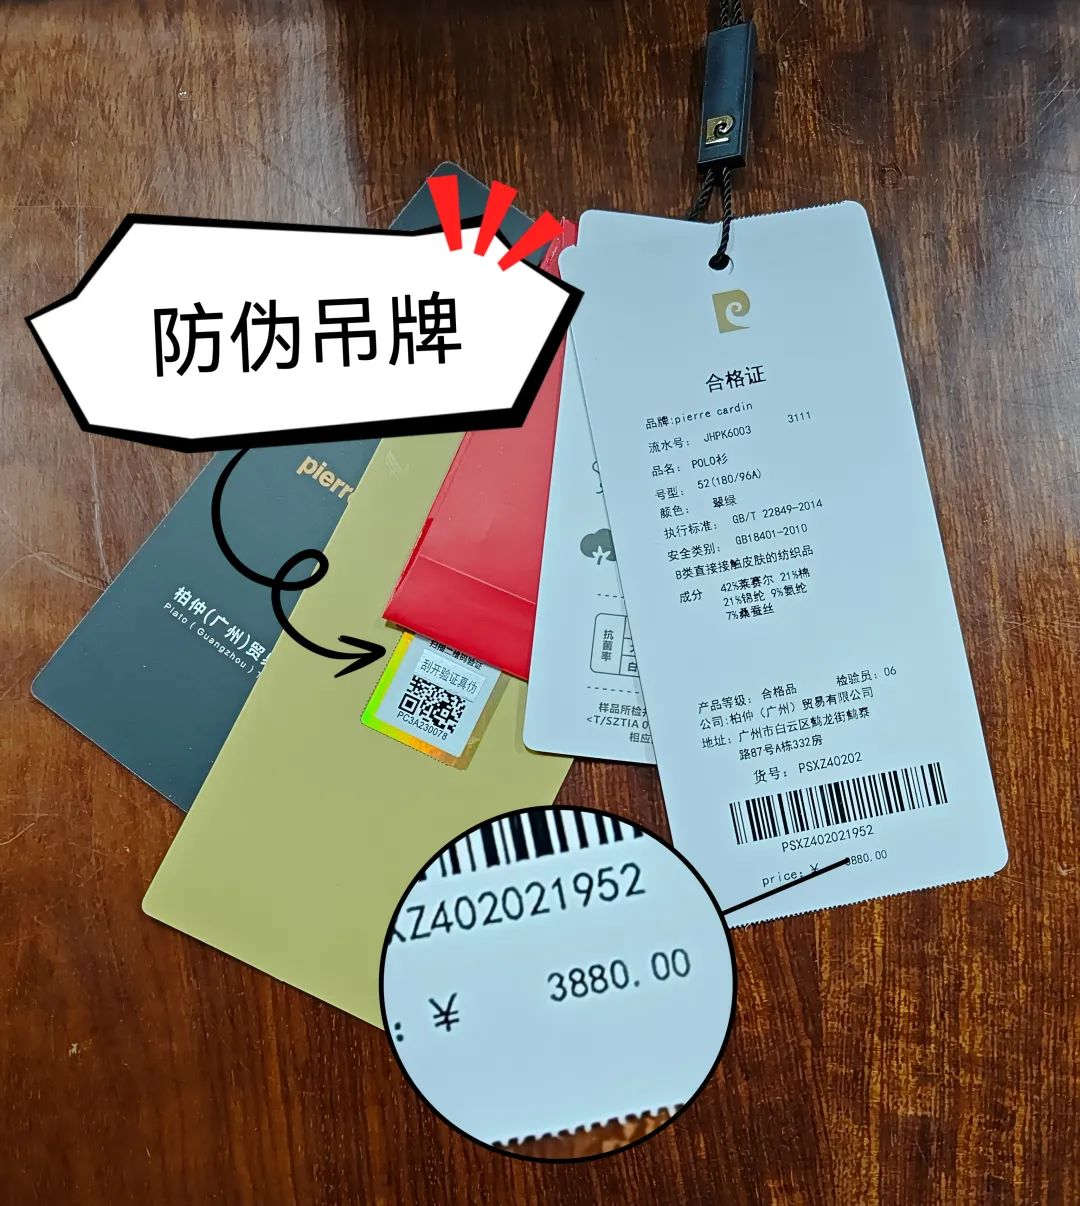 防伪吊牌
pierre
柏仲(广州)贸
Plato ( Guangzhou )
扫描二维码验证
刮开验证真伪
PC3A230078
抗菌率
样品所检
<T/SZTIA 0
相应
合格证
品牌:pierre cardin
流水号: JHPK6003 3111
品名: POLO衫
号型: 52(180/96A)
颜色: 翠绿
执行标准: GB/T 22849-2014
安全类别: GB18401-2010
B类直接接触皮肤的纺织品
成分 42%莱赛尔 21%棉
21%锦纶 9%氨纶
7%桑蚕丝
产品等级: 合格品 检验员: 06
公司:柏仲（广州）贸易有限公司
地址: 广州市白云区鹅龙街鹅泰
路87号A栋332房
货号: PSXZ40202
PSXZ402021952
price:¥ 3880.00
XZ402021952
: ¥ 3880.00